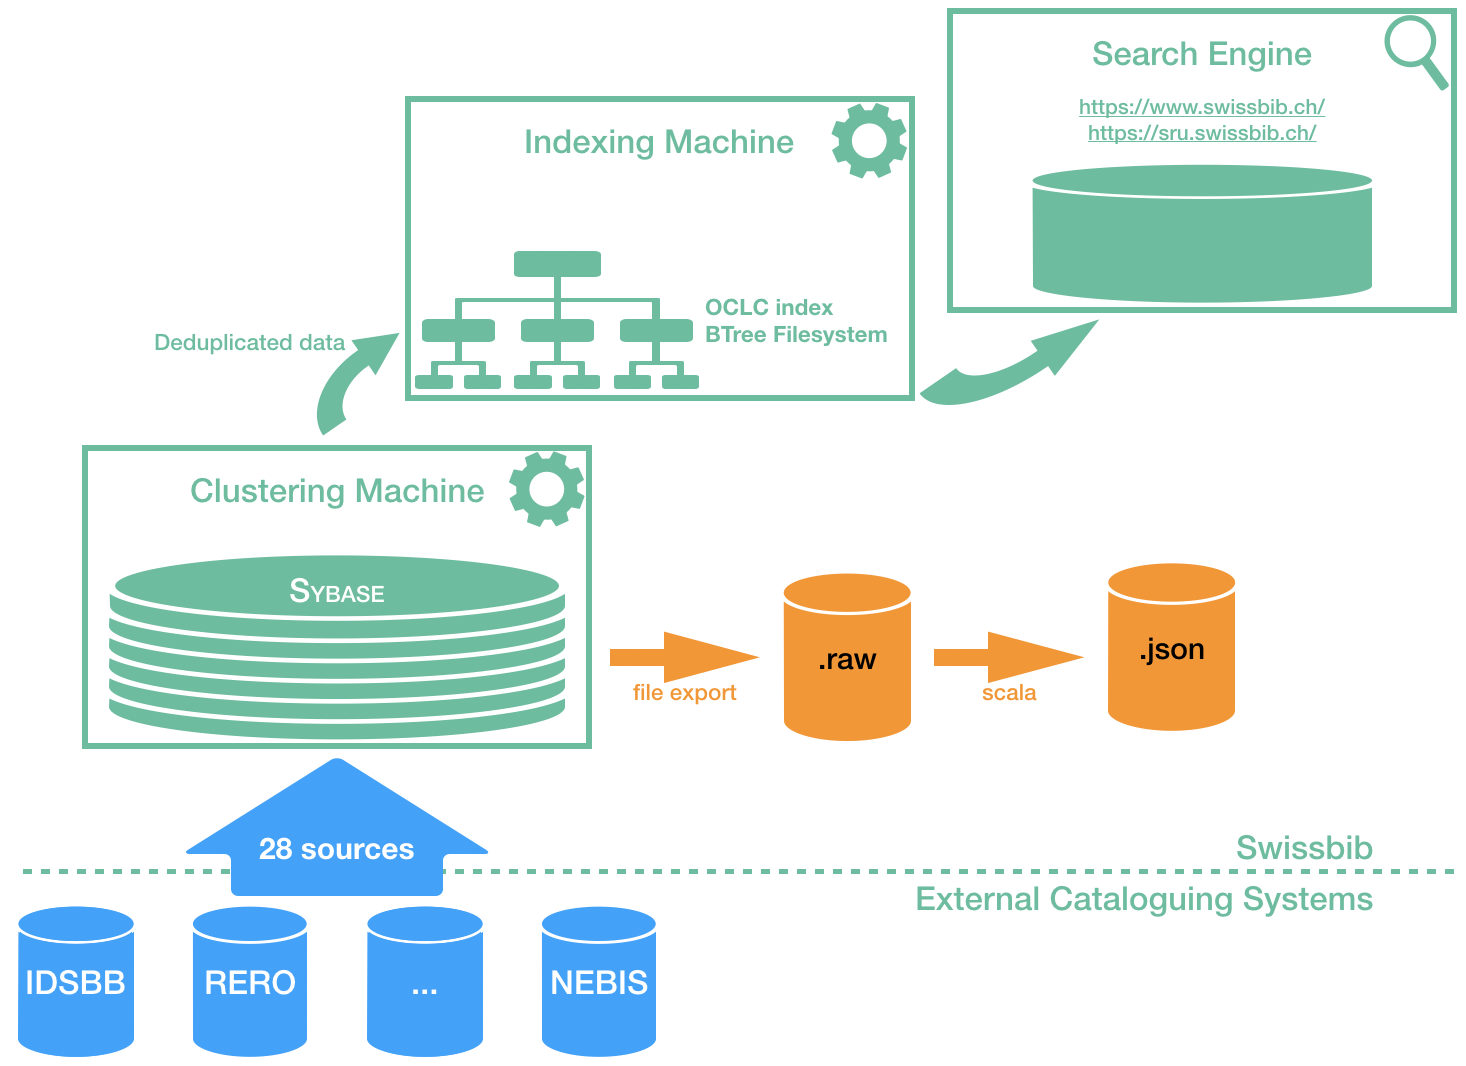 Search Engine
https://www.swissbib.ch/
https://sru.swissbib.ch/
Indexing Machine
OCLC index
BTree Filesystem
Deduplicated data
Clustering Machine
SYBASE
file export
.raw
scala
.json
28 sources
Swissbib
External Cataloguing Systems
IDSBB
RERO
...
NEBIS